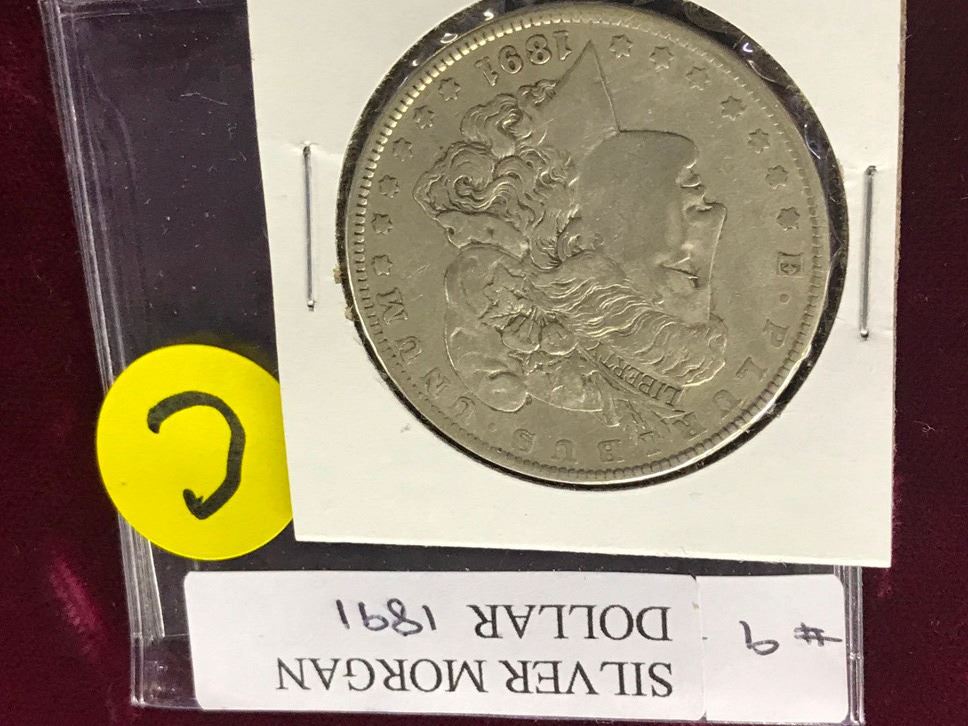 # 9
SILVER MORGAN
DOLLAR 1891
C
E · PLURIBUS · UNUM
LIBERTY
1891